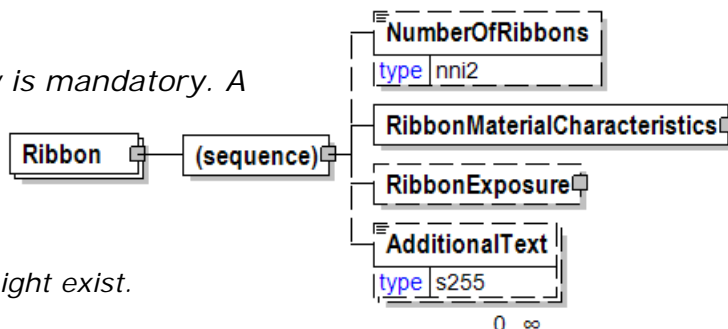 NumberOfRibbons
type nni2
y is mandatory. A
RibbonMaterialCharacteristics
Ribbon
(sequence)
RibbonExposure
AdditionalText
type s255
ight exist.
0 ∞